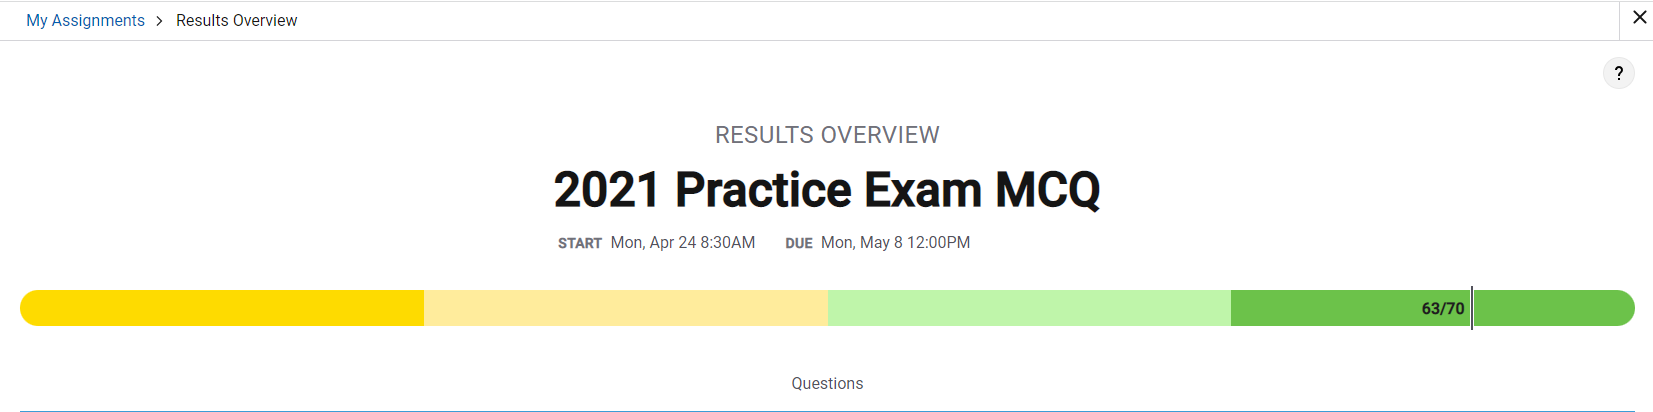 My Assignments > Results Overview
?
RESULTS OVERVIEW
2021 Practice Exam MCQ
START Mon, Apr 24 8:30AM DUE Mon, May 8 12:00PM
63/70
Questions